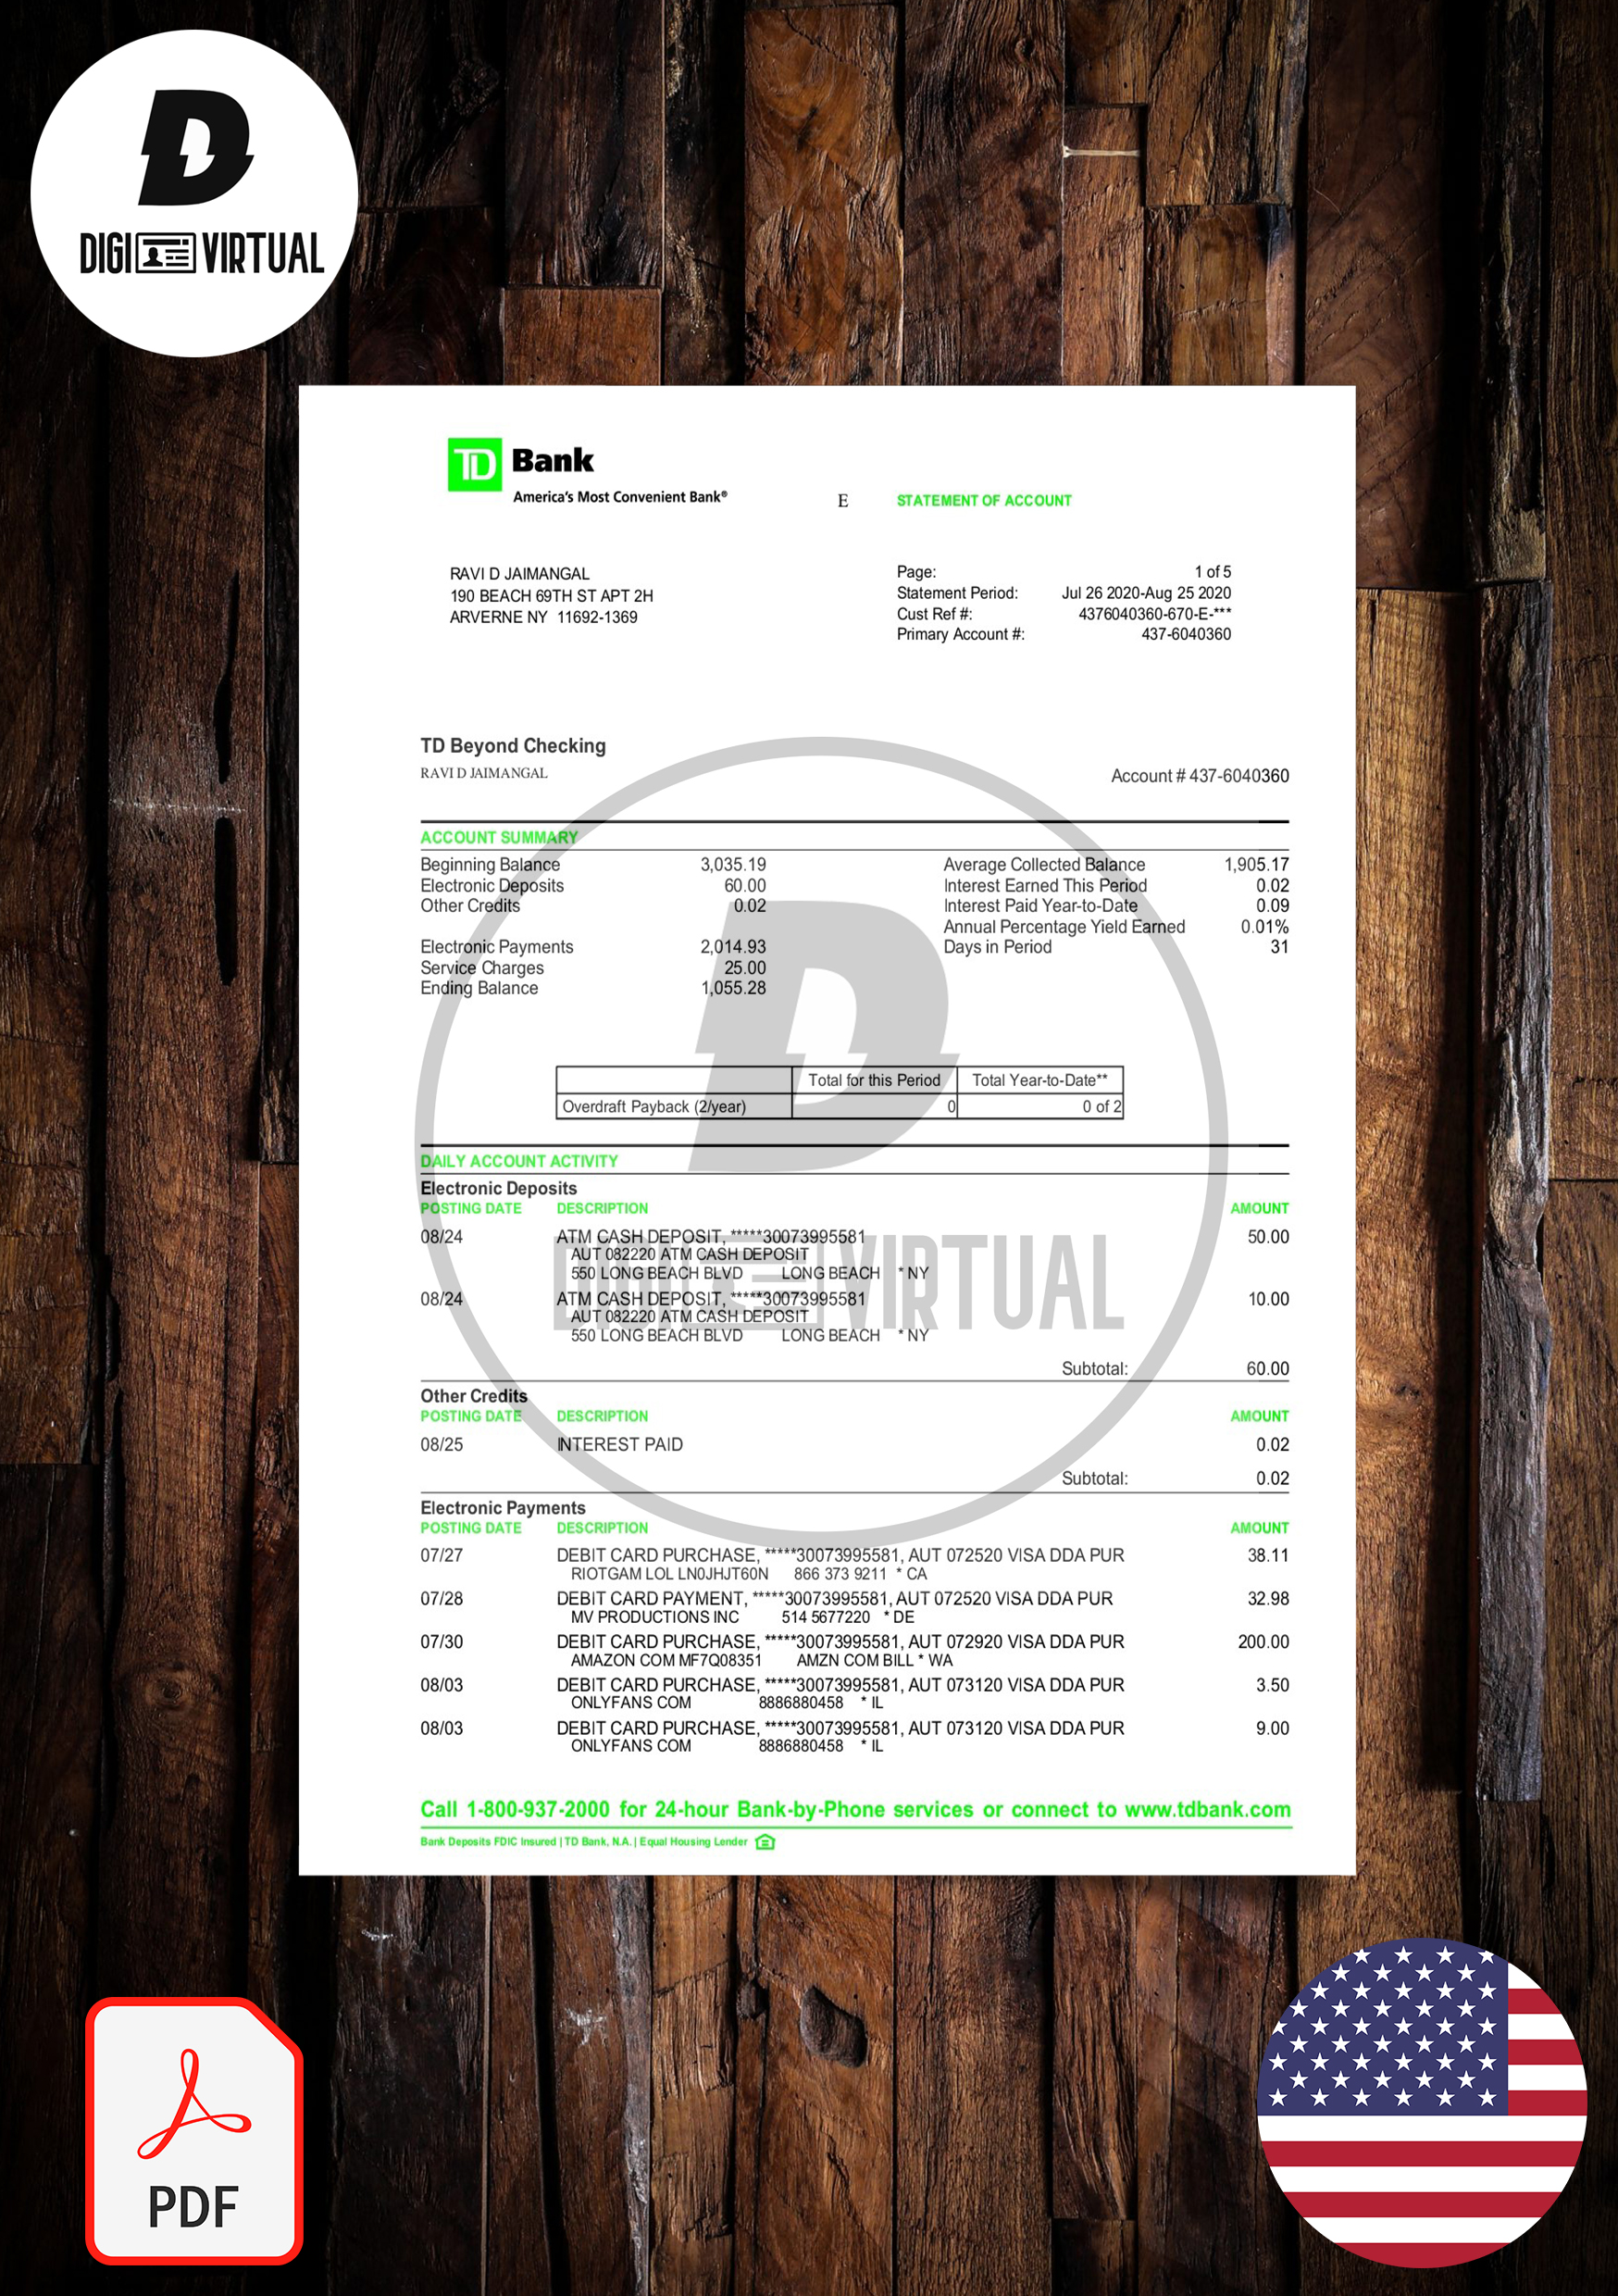 D
DIGI VIRTUAL
TD Bank
America's Most Convenient Bank®
E STATEMENT OF ACCOUNT
RAVI D JAIMANGAL
190 BEACH 69TH ST APT 2H
ARVERNE NY 11692-1369
Page: 1 of 5
Statement Period: Jul 26 2020-Aug 25 2020
Cust Ref #: 4376040360-670-E-***
Primary Account #: 437-6040360
TD Beyond Checking
RAVI D JAIMANGAL
Account # 437-6040360
ACCOUNT SUMMARY
Beginning Balance 3,035.19 Average Collected Balance 1,905.17
Electronic Deposits 60.00 Interest Earned This Period 0.02
Other Credits 0.02 Interest Paid Year-to-Date 0.09
Annual Percentage Yield Earned 0.01%
Electronic Payments 2,014.93 Days in Period 31
Service Charges 25.00
Ending Balance 1,055.28
Total for this Period Total Year-to-Date**
Overdraft Payback (2/year) 0 0 of 2
DAILY ACCOUNT ACTIVITY
Electronic Deposits
POSTING DATE DESCRIPTION AMOUNT
08/24 ATM CASH DEPOSIT, *****30073995581 50.00
AUT 082220 ATM CASH DEPOSIT
550 LONG BEACH BLVD LONG BEACH * NY
08/24 ATM CASH DEPOSIT, *****30073995581 10.00
AUT 082220 ATM CASH DEPOSIT
550 LONG BEACH BLVD LONG BEACH * NY
Subtotal: 60.00
Other Credits
POSTING DATE DESCRIPTION AMOUNT
08/25 INTEREST PAID 0.02
Subtotal: 0.02
Electronic Payments
POSTING DATE DESCRIPTION AMOUNT
07/27 DEBIT CARD PURCHASE, *****30073995581, AUT 072520 VISA DDA PUR 38.11
RIOTGAM LOL LN0JHJT60N 866 373 9211 * CA
07/28 DEBIT CARD PAYMENT, *****30073995581, AUT 072520 VISA DDA PUR 32.98
MV PRODUCTIONS INC 514 5677220 * DE
07/30 DEBIT CARD PURCHASE, *****30073995581, AUT 072920 VISA DDA PUR 200.00
AMAZON COM MF7Q08351 AMZN COM BILL * WA
08/03 DEBIT CARD PURCHASE, *****30073995581, AUT 073120 VISA DDA PUR 3.50
ONLYFANS COM 8886880458 * IL
08/03 DEBIT CARD PURCHASE, *****30073995581, AUT 073120 VISA DDA PUR 9.00
ONLYFANS COM 8886880458 * IL
D
DIGI VIRTUAL
Call 1-800-937-2000 for 24-hour Bank-by-Phone services or connect to www.tdbank.com
Bank Deposits FDIC Insured | TD Bank, N.A. | Equal Housing Lender
PDF